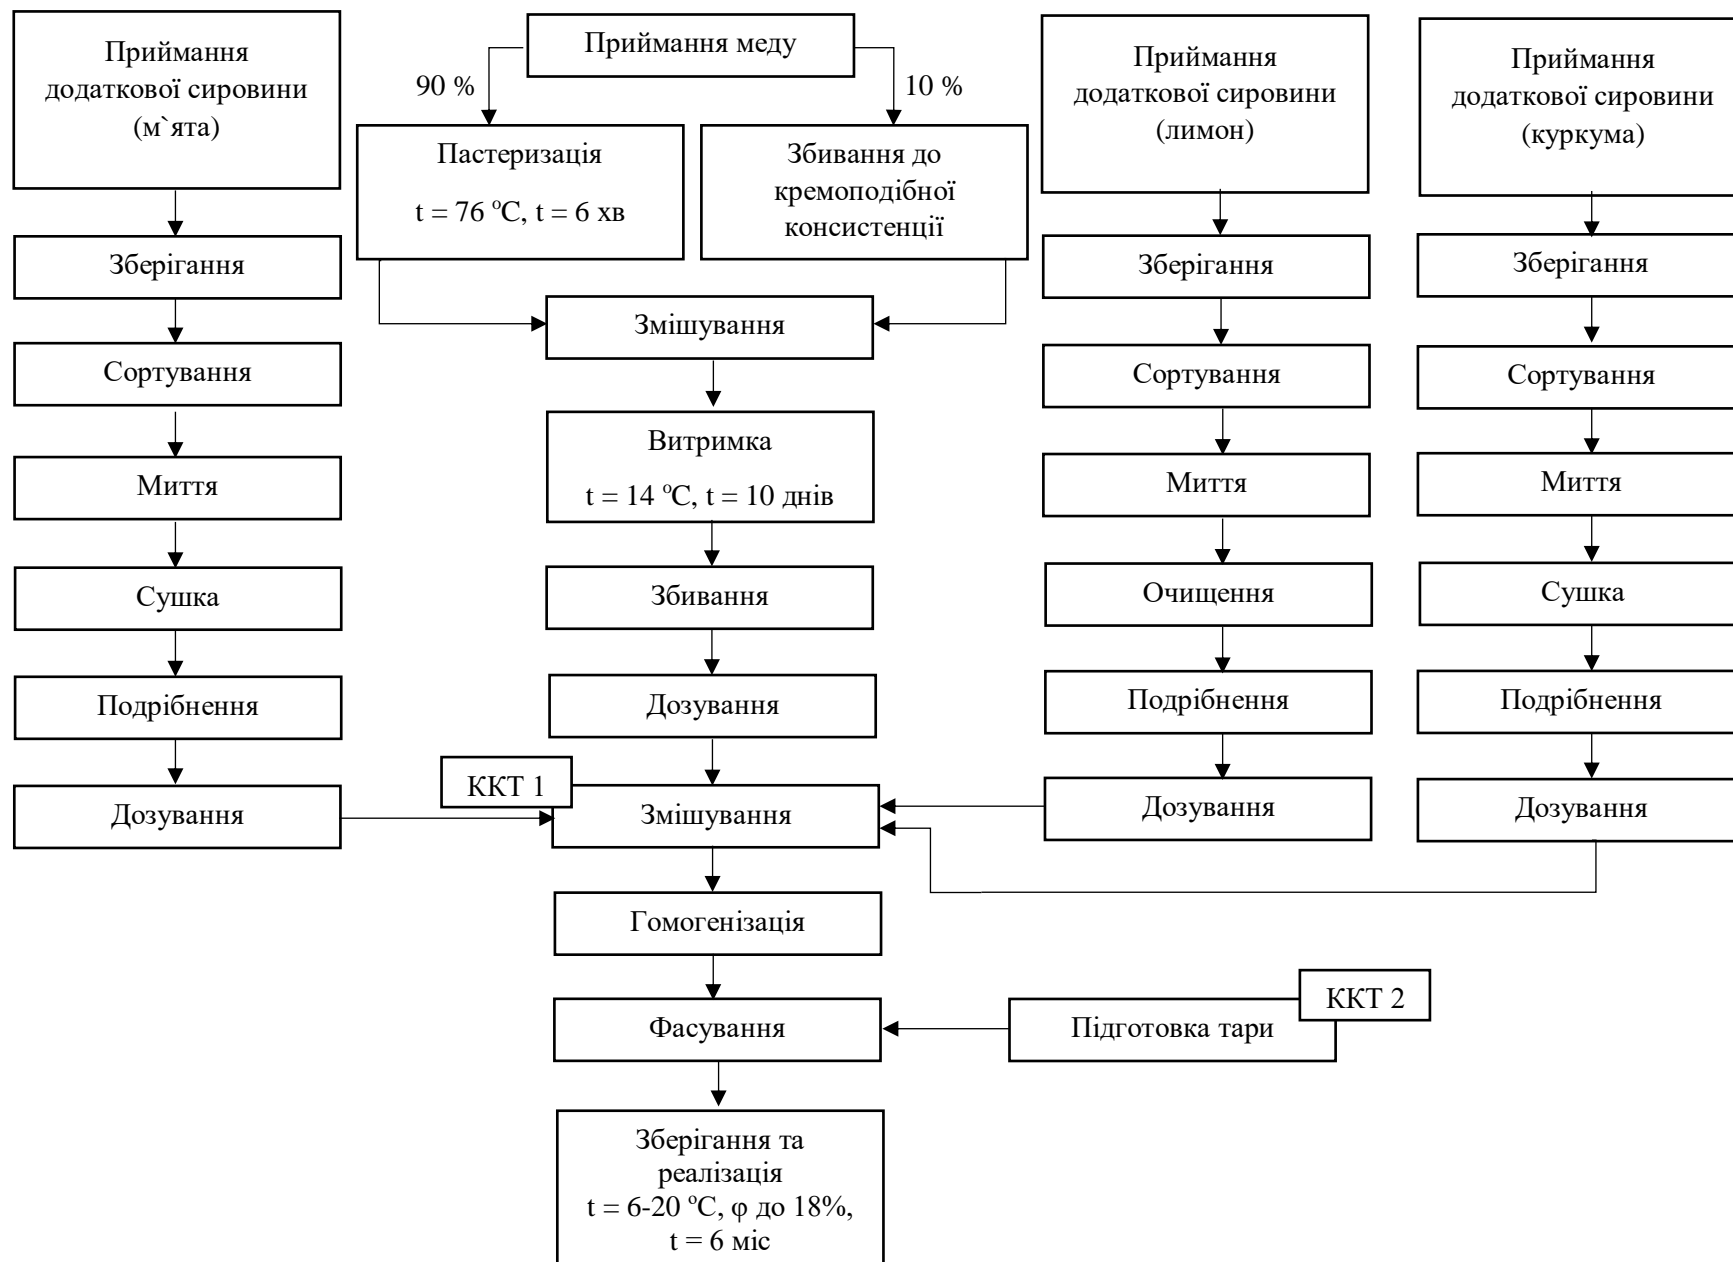 Приймання
додаткової сировини
(м`ята)
Зберігання
Сортування
Миття
Сушка
Подрібнення
Дозування
Приймання меду
90 %
10 %
Пастеризація
t = 76 ºС, t = 6 хв
Збивання до
кремоподібної
консистенції
Змішування
Витримка
t = 14 ºС, t = 10 днів
Збивання
Дозування
ККТ 1
Змішування
Гомогенізація
Фасування
Підготовка тари
ККТ 2
Зберігання та
реалізація
t = 6-20 ºС, φ до 18%,
t = 6 міс
Приймання
додаткової сировини
(лимон)
Зберігання
Сортування
Миття
Очищення
Подрібнення
Дозування
Приймання
додаткової сировини
(куркума)
Зберігання
Сортування
Миття
Сушка
Подрібнення
Дозування